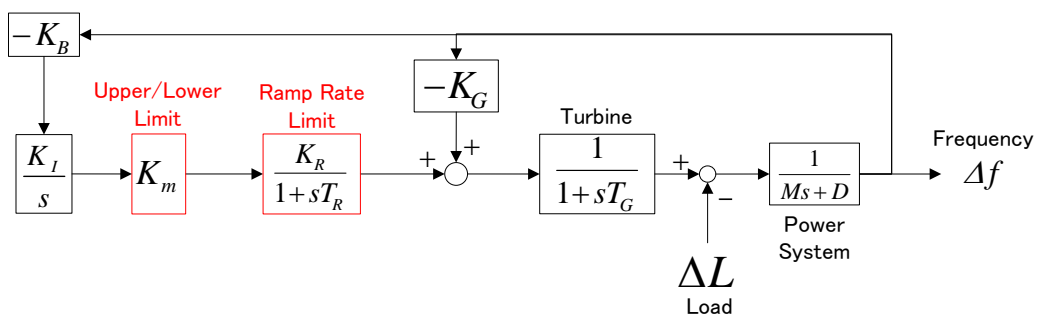 −K_B
−K_G
Upper/Lower
Limit
Ramp Rate
Limit
Turbine
Frequency
K_I
s
K_m
K_R
1+sT_R
+
+
1
1+sT_G
+
−
1
Ms+D
Δf
Power
System
ΔL
Load